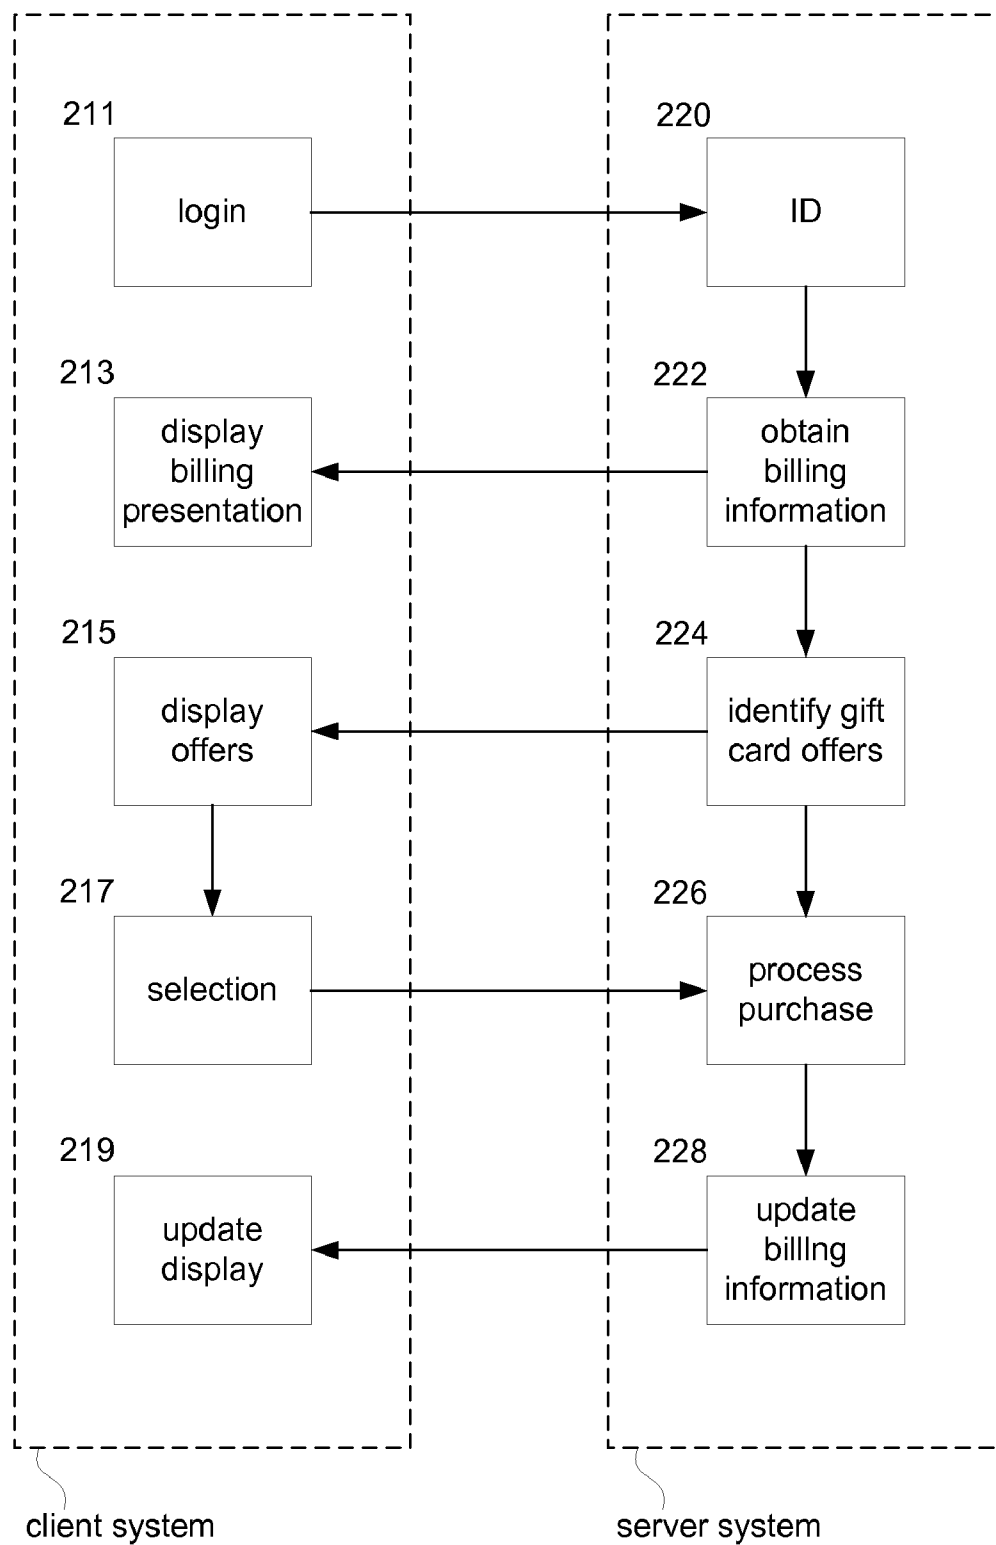 211
220
login
ID
213
222
display
billing
presentation
obtain
billing
information
215
224
display
offers
identify gift
card offers
217
226
selection
process
purchase
219
228
update
display
update
billIng
information
client system
server system